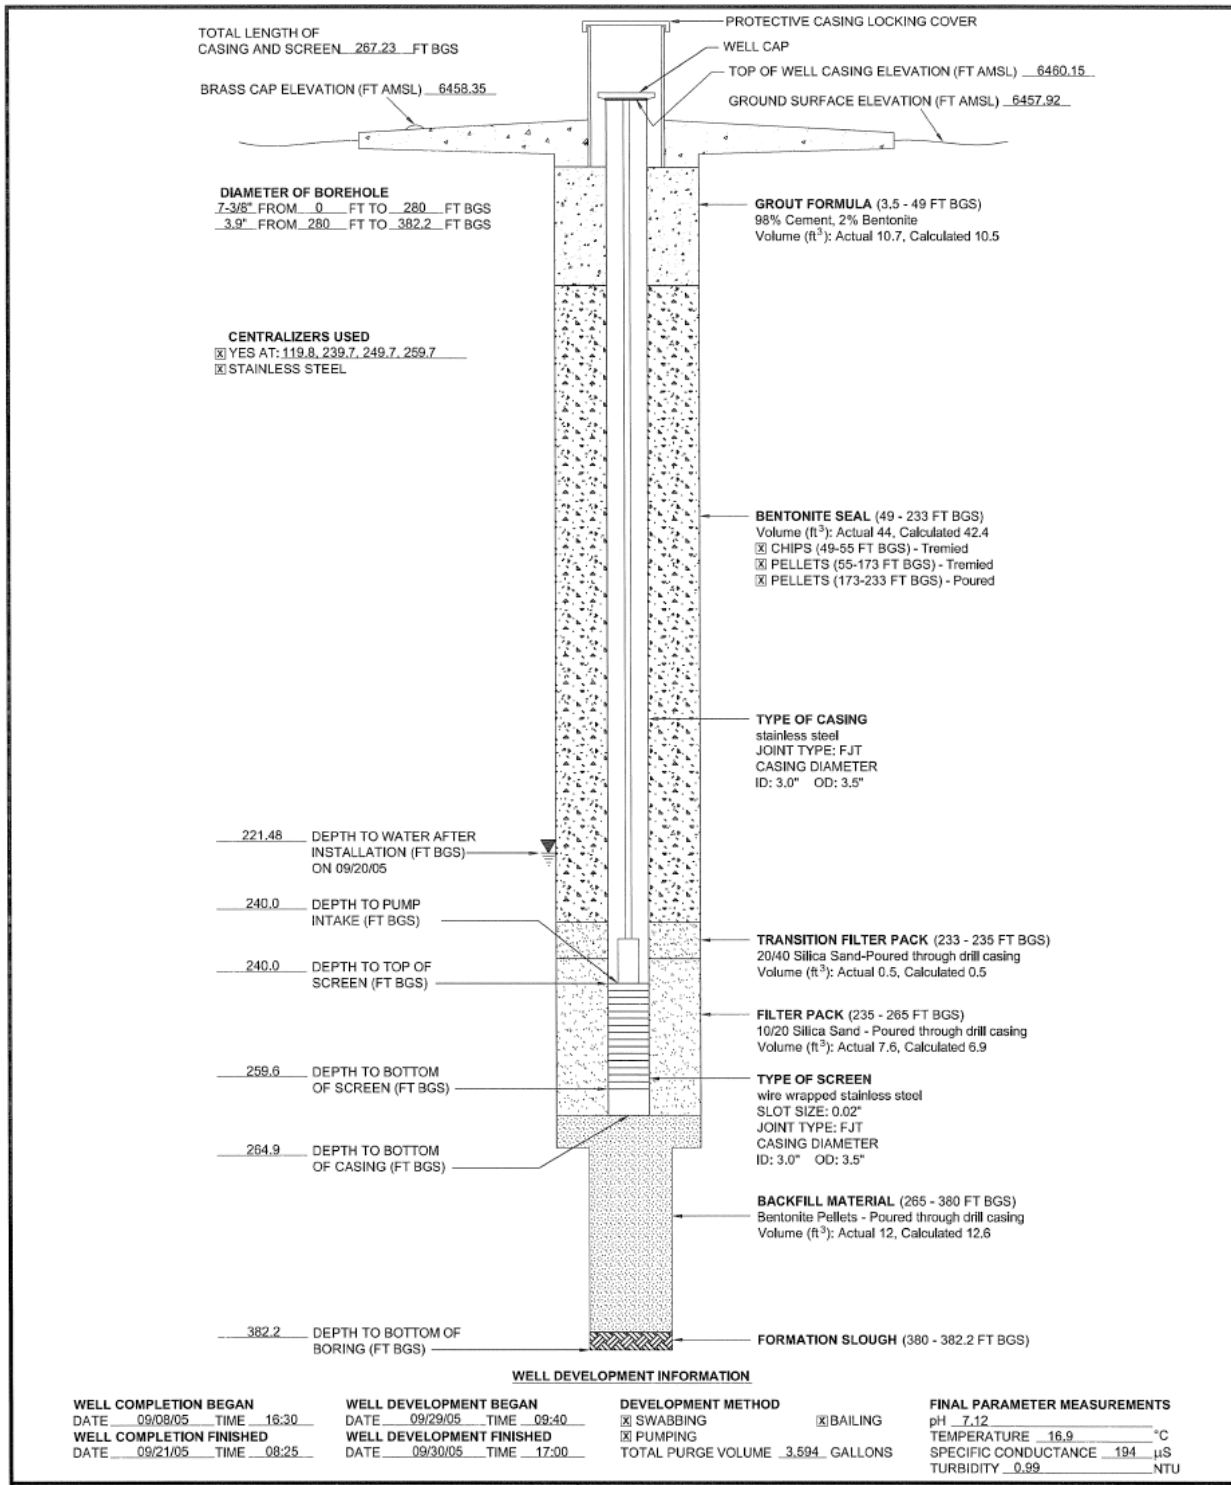 PROTECTIVE CASING LOCKING COVER
TOTAL LENGTH OF
CASING AND SCREEN 267.23 FT BGS
WELL CAP
TOP OF WELL CASING ELEVATION (FT AMSL) 6460.15
BRASS CAP ELEVATION (FT AMSL) 6458.35
GROUND SURFACE ELEVATION (FT AMSL) 6457.92
DIAMETER OF BOREHOLE
7-3/8" FROM 0 FT TO 280 FT BGS
3.9" FROM 280 FT TO 382.2 FT BGS
GROUT FORMULA (3.5 - 49 FT BGS)
98% Cement, 2% Bentonite
Volume (ft³): Actual 10.7, Calculated 10.5
CENTRALIZERS USED
☒ YES AT: 119.8, 239.7, 249.7, 259.7
☒ STAINLESS STEEL
BENTONITE SEAL (49 - 233 FT BGS)
Volume (ft³): Actual 44, Calculated 42.4
☒ CHIPS (49-55 FT BGS) - Tremied
☒ PELLETS (55-173 FT BGS) - Tremied
☒ PELLETS (173-233 FT BGS) - Poured
TYPE OF CASING
stainless steel
JOINT TYPE: FJT
CASING DIAMETER
ID: 3.0" OD: 3.5"
221.48 DEPTH TO WATER AFTER
INSTALLATION (FT BGS)
ON 09/20/05
240.0 DEPTH TO PUMP
INTAKE (FT BGS)
TRANSITION FILTER PACK (233 - 235 FT BGS)
20/40 Silica Sand-Poured through drill casing
Volume (ft³): Actual 0.5, Calculated 0.5
240.0 DEPTH TO TOP OF
SCREEN (FT BGS)
FILTER PACK (235 - 265 FT BGS)
10/20 Silica Sand - Poured through drill casing
Volume (ft³): Actual 7.6, Calculated 6.9
259.6 DEPTH TO BOTTOM
OF SCREEN (FT BGS)
TYPE OF SCREEN
wire wrapped stainless steel
SLOT SIZE: 0.02"
JOINT TYPE: FJT
CASING DIAMETER
ID: 3.0" OD: 3.5"
264.9 DEPTH TO BOTTOM
OF CASING (FT BGS)
BACKFILL MATERIAL (265 - 380 FT BGS)
Bentonite Pellets - Poured through drill casing
Volume (ft³): Actual 12, Calculated 12.6
382.2 DEPTH TO BOTTOM OF
BORING (FT BGS)
FORMATION SLOUGH (380 - 382.2 FT BGS)
WELL DEVELOPMENT INFORMATION
WELL COMPLETION BEGAN
DATE 09/08/05 TIME 16:30
WELL COMPLETION FINISHED
DATE 09/21/05 TIME 08:25
WELL DEVELOPMENT BEGAN
DATE 09/29/05 TIME 09:40
WELL DEVELOPMENT FINISHED
DATE 09/30/05 TIME 17:00
DEVELOPMENT METHOD
☒ SWABBING ☒ BAILING
☒ PUMPING
TOTAL PURGE VOLUME 3,594 GALLONS
FINAL PARAMETER MEASUREMENTS
pH 7.12
TEMPERATURE 16.9 °C
SPECIFIC CONDUCTANCE 194 µS
TURBIDITY 0.99 NTU